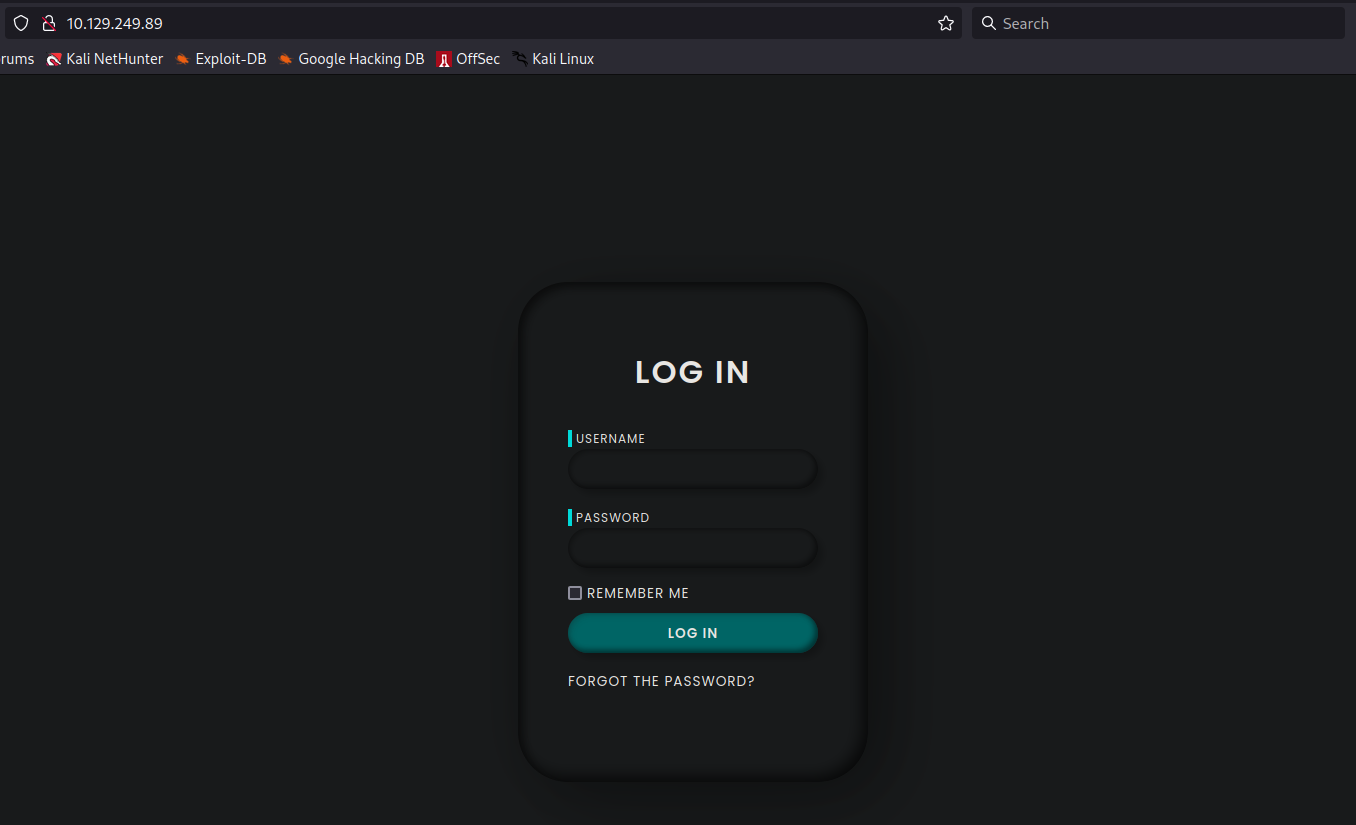 10.129.249.89 Search
rums Kali NetHunter Exploit-DB Google Hacking DB OffSec Kali Linux
LOG IN
USERNAME
PASSWORD
REMEMBER ME
LOG IN
FORGOT THE PASSWORD?